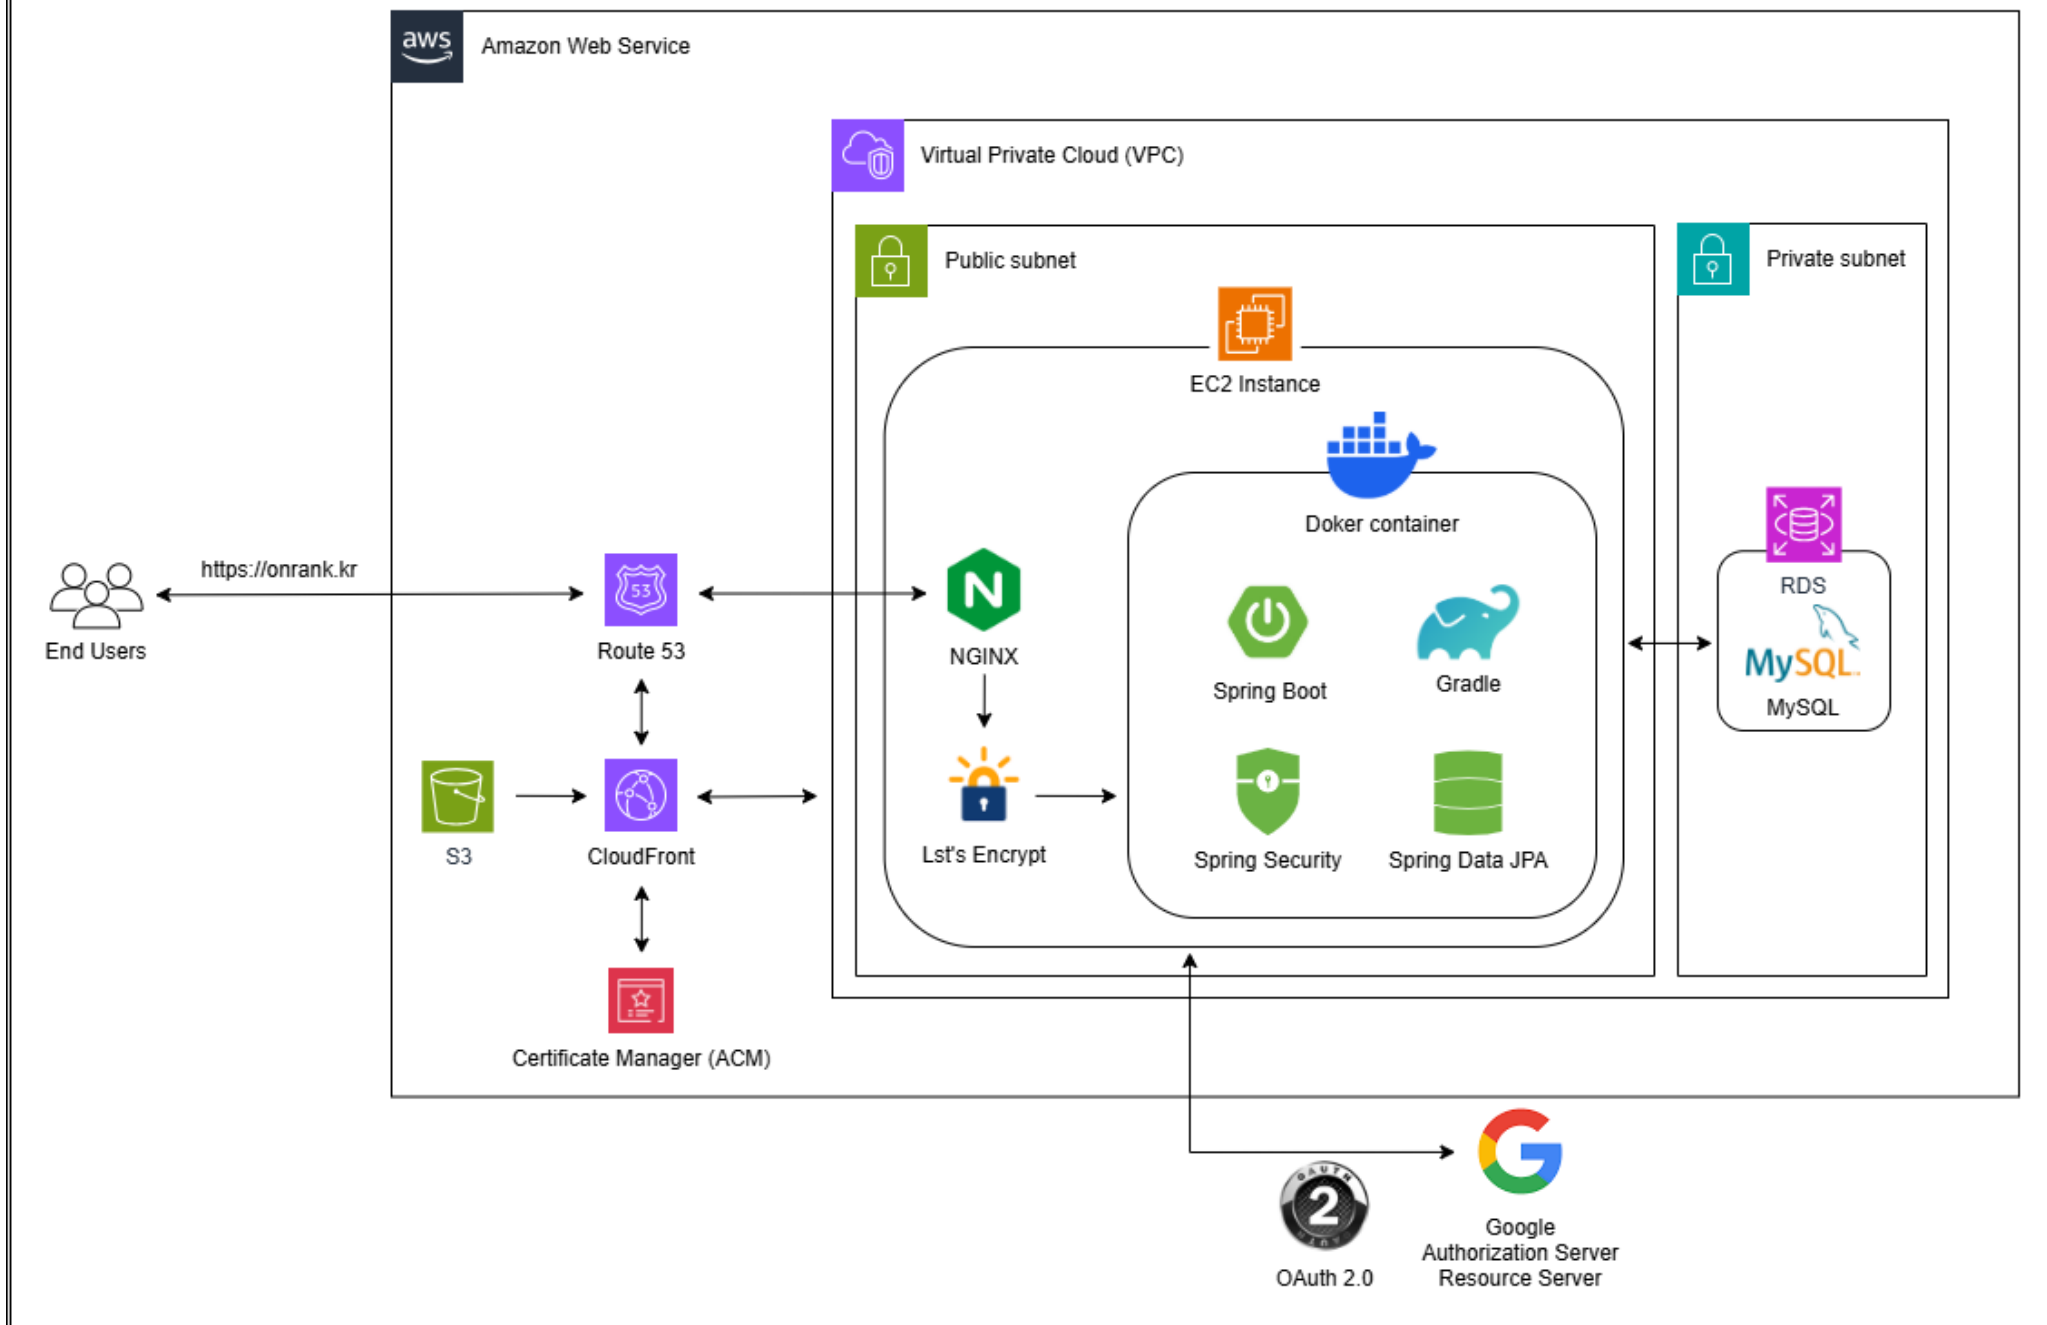 aws
Amazon Web Service
Virtual Private Cloud (VPC)
Public subnet
Private subnet
EC2 Instance
Doker container
https://onrank.kr
End Users
53
Route 53
N
NGINX
Spring Boot
Gradle
RDS
MySQL
MySQL
S3
CloudFront
Lst's Encrypt
Spring Security
Spring Data JPA
Certificate Manager (ACM)
OAUTH
2
OAuth 2.0
G
Google
Authorization Server
Resource Server